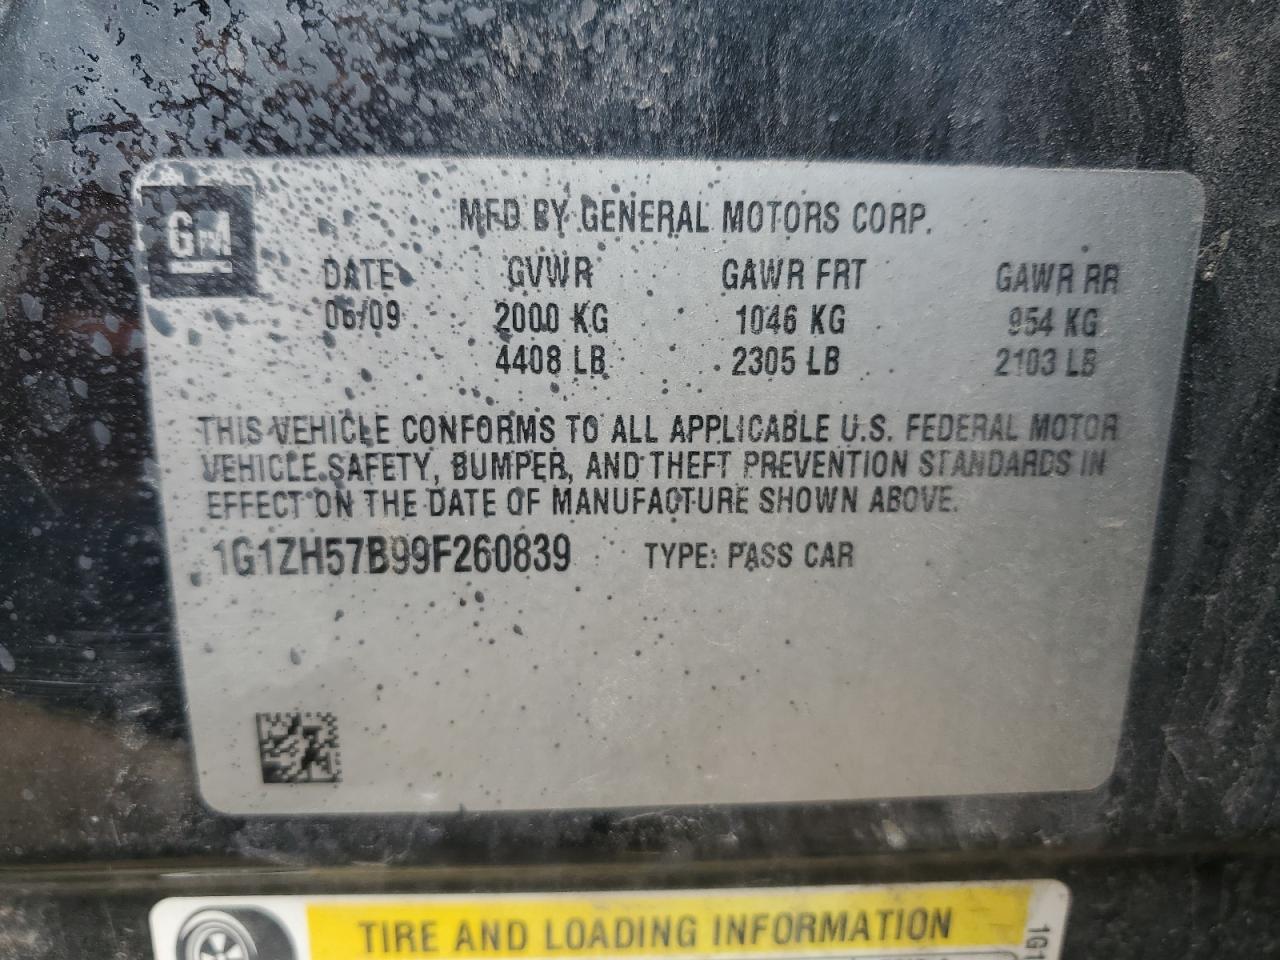 GM
MFD BY GENERAL MOTORS CORP.
DATE GVWR GAWR FRT GAWR RR
06/09 2000 KG 1046 KG 954 KG
4408 LB 2305 LB 2103 LB
THIS VEHICLE CONFORMS TO ALL APPLICABLE U.S. FEDERAL MOTOR
VEHICLE SAFETY, BUMPER, AND THEFT PREVENTION STANDARDS IN
EFFECT ON THE DATE OF MANUFACTURE SHOWN ABOVE.
1G1ZH57B99F260839 TYPE: PASS CAR
TIRE AND LOADING INFORMATION
1G1